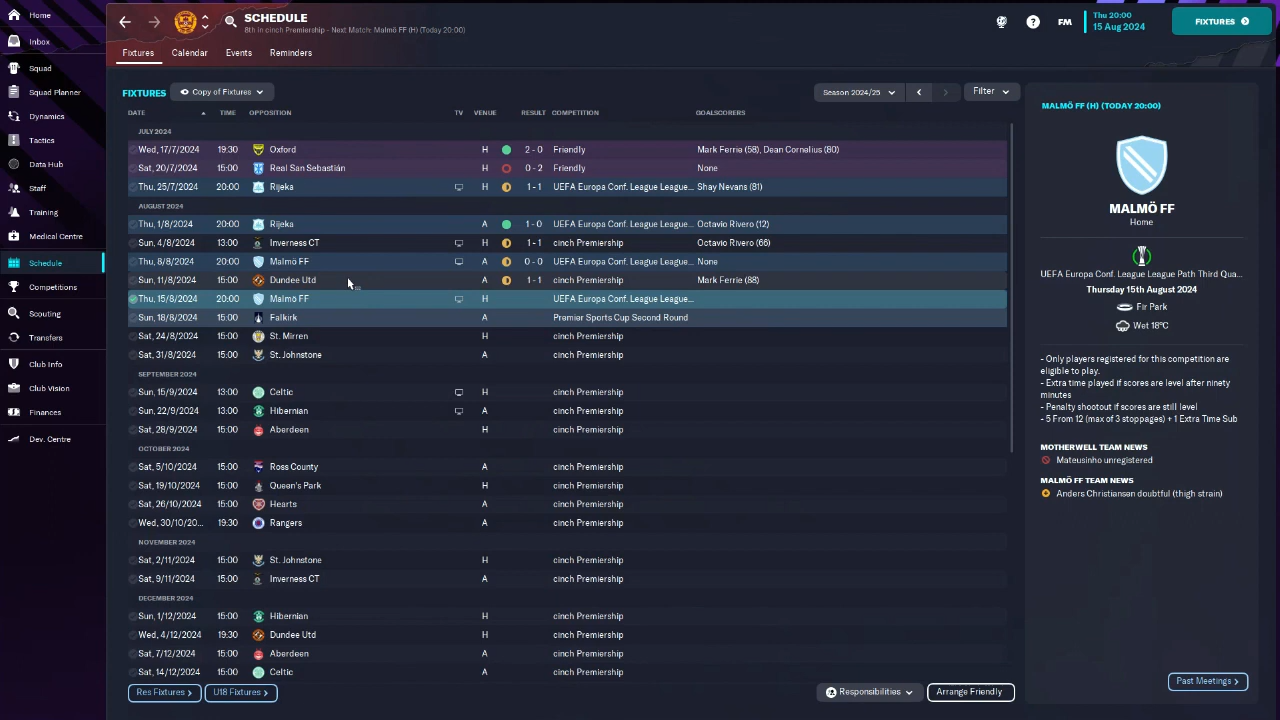 Home
Inbox
Squad
Squad Planner
Dynamics
Tactics
Data Hub
Staff
Training
Medical Centre
Schedule
Competitions
Scouting
Transfers
Club Info
Club Vision
Finances
Dev. Centre
SCHEDULE
8th in cinch Premiership - Next Match: Malmö FF (H) (Today 20:00)
? FM
Thu 20:00
15 Aug 2024
FIXTURES
Fixtures Calendar Events Reminders
FIXTURES Copy of Fixtures Season 2024/25 Filter
DATE TIME OPPOSITION TV VENUE RESULT COMPETITION GOALSCORERS
JULY 2024
Wed, 17/7/2024 19:30 Oxford H 2 - 0 Friendly Mark Ferrie (58), Dean Cornelius (80)
Sat, 20/7/2024 15:00 Real San Sebastián H 0 - 2 Friendly None
Thu, 25/7/2024 20:00 Rijeka H 1 - 1 UEFA Europa Conf. League League... Shay Nevans (81)
AUGUST 2024
Thu, 1/8/2024 20:00 Rijeka A 1 - 0 UEFA Europa Conf. League League... Octavio Rivero (12)
Sun, 4/8/2024 13:00 Inverness CT H 1 - 1 cinch Premiership Octavio Rivero (66)
Thu, 8/8/2024 20:00 Malmö FF A 0 - 0 UEFA Europa Conf. League League... None
Sun, 11/8/2024 15:00 Dundee Utd A 1 - 1 cinch Premiership Mark Ferrie (88)
Thu, 15/8/2024 20:00 Malmö FF H UEFA Europa Conf. League League...
Sun, 18/8/2024 15:00 Falkirk A Premier Sports Cup Second Round
Sat, 24/8/2024 15:00 St. Mirren H cinch Premiership
Sat, 31/8/2024 15:00 St. Johnstone A cinch Premiership
SEPTEMBER 2024
Sun, 15/9/2024 13:00 Celtic H cinch Premiership
Sun, 22/9/2024 13:00 Hibernian A cinch Premiership
Sat, 28/9/2024 15:00 Aberdeen H cinch Premiership
OCTOBER 2024
Sat, 5/10/2024 15:00 Ross County A cinch Premiership
Sat, 19/10/2024 15:00 Queen's Park H cinch Premiership
Sat, 26/10/2024 15:00 Hearts A cinch Premiership
Wed, 30/10/20... 19:30 Rangers A cinch Premiership
NOVEMBER 2024
Sat, 2/11/2024 15:00 St. Johnstone H cinch Premiership
Sat, 9/11/2024 15:00 Inverness CT A cinch Premiership
DECEMBER 2024
Sun, 1/12/2024 15:00 Hibernian H cinch Premiership
Wed, 4/12/2024 19:30 Dundee Utd H cinch Premiership
Sat, 7/12/2024 15:00 Aberdeen A cinch Premiership
Sat, 14/12/2024 15:00 Celtic A cinch Premiership
Res Fixtures U18 Fixtures Responsibilities Arrange Friendly
MALMÖ FF (H) (TODAY 20:00)
MALMÖ FF
Home
UEFA Europa Conf. League League Path Third Qua...
Thursday 15th August 2024
Fir Park
Wet 18°C
- Only players registered for this competition are
eligible to play.
- Extra time played if scores are level after ninety
minutes
- Penalty shootout if scores are still level
- 5 From 12 (max of 3 stoppages) + 1 Extra Time Sub
MOTHERWELL TEAM NEWS
Mateusinho unregistered
MALMÖ FF TEAM NEWS
Anders Christiansen doubtful (thigh strain)
Past Meetings